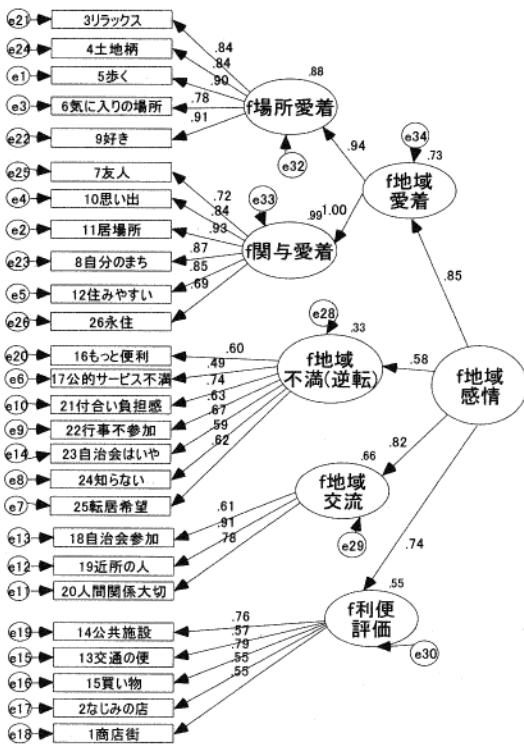 e21 3リラックス
e24 4土地柄
e1 5歩く
e3 6気に入りの場所
e22 9好き
.84
.84
.90
.78
.91
.88
f場所愛着
e32
e25 7友人
e4 10思い出
e2 11居場所
e23 8自分のまち
e5 12住みやすい
e26 26永住
.72
.84
.93
.87
.85
.69
e33
.99
f関与愛着
.94
1.00
e34
.73
f地域
愛着
.85
e20 16もっと便利
e6 17公的サービス不満
e10 21付合い負担感
e9 22行事不参加
e14 23自治会はいや
e8 24知らない
e7 25転居希望
.60
.49
.74
.63
.67
.59
.62
e28
.33
f地域
不満(逆転)
.58
f地域
感情
e13 18自治会参加
e12 19近所の人
e11 20人間関係大切
.61
.91
.78
.66
f地域
交流
e29
.82
.74
e19 14公共施設
e15 13交通の便
e16 15買い物
e17 2なじみの店
e18 1商店街
.76
.57
.79
.55
.55
.55
f利便
評価
e30